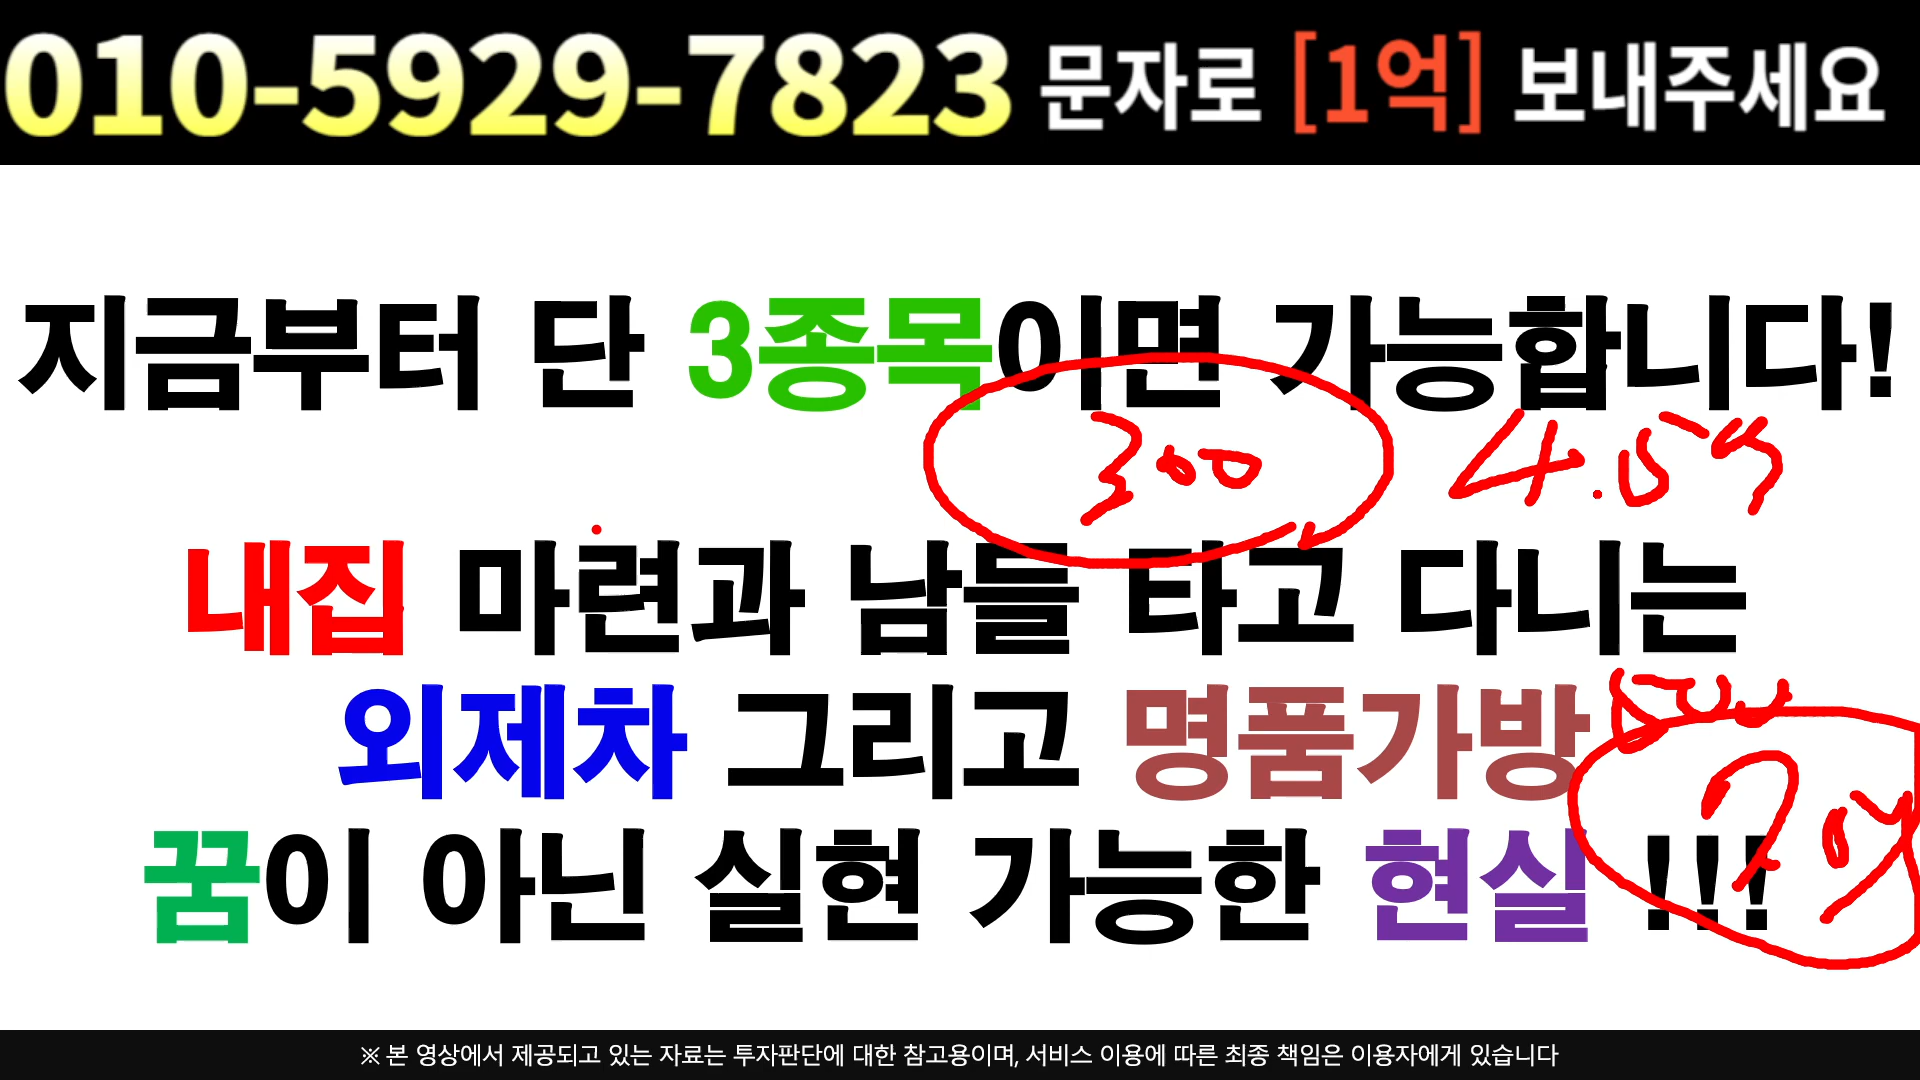 010-5929-7823 문자로 [1억] 보내주세요
지금부터 단 3종목이면 가능합니다!
300
4.5억
내집 마련과 남들 타고 다니는
외제차 그리고 명품가방
500
꿈이 아닌 실현 가능한 현실 !!!
※ 본 영상에서 제공되고 있는 자료는 투자판단에 대한 참고용이며, 서비스 이용에 따른 최종 책임은 이용자에게 있습니다